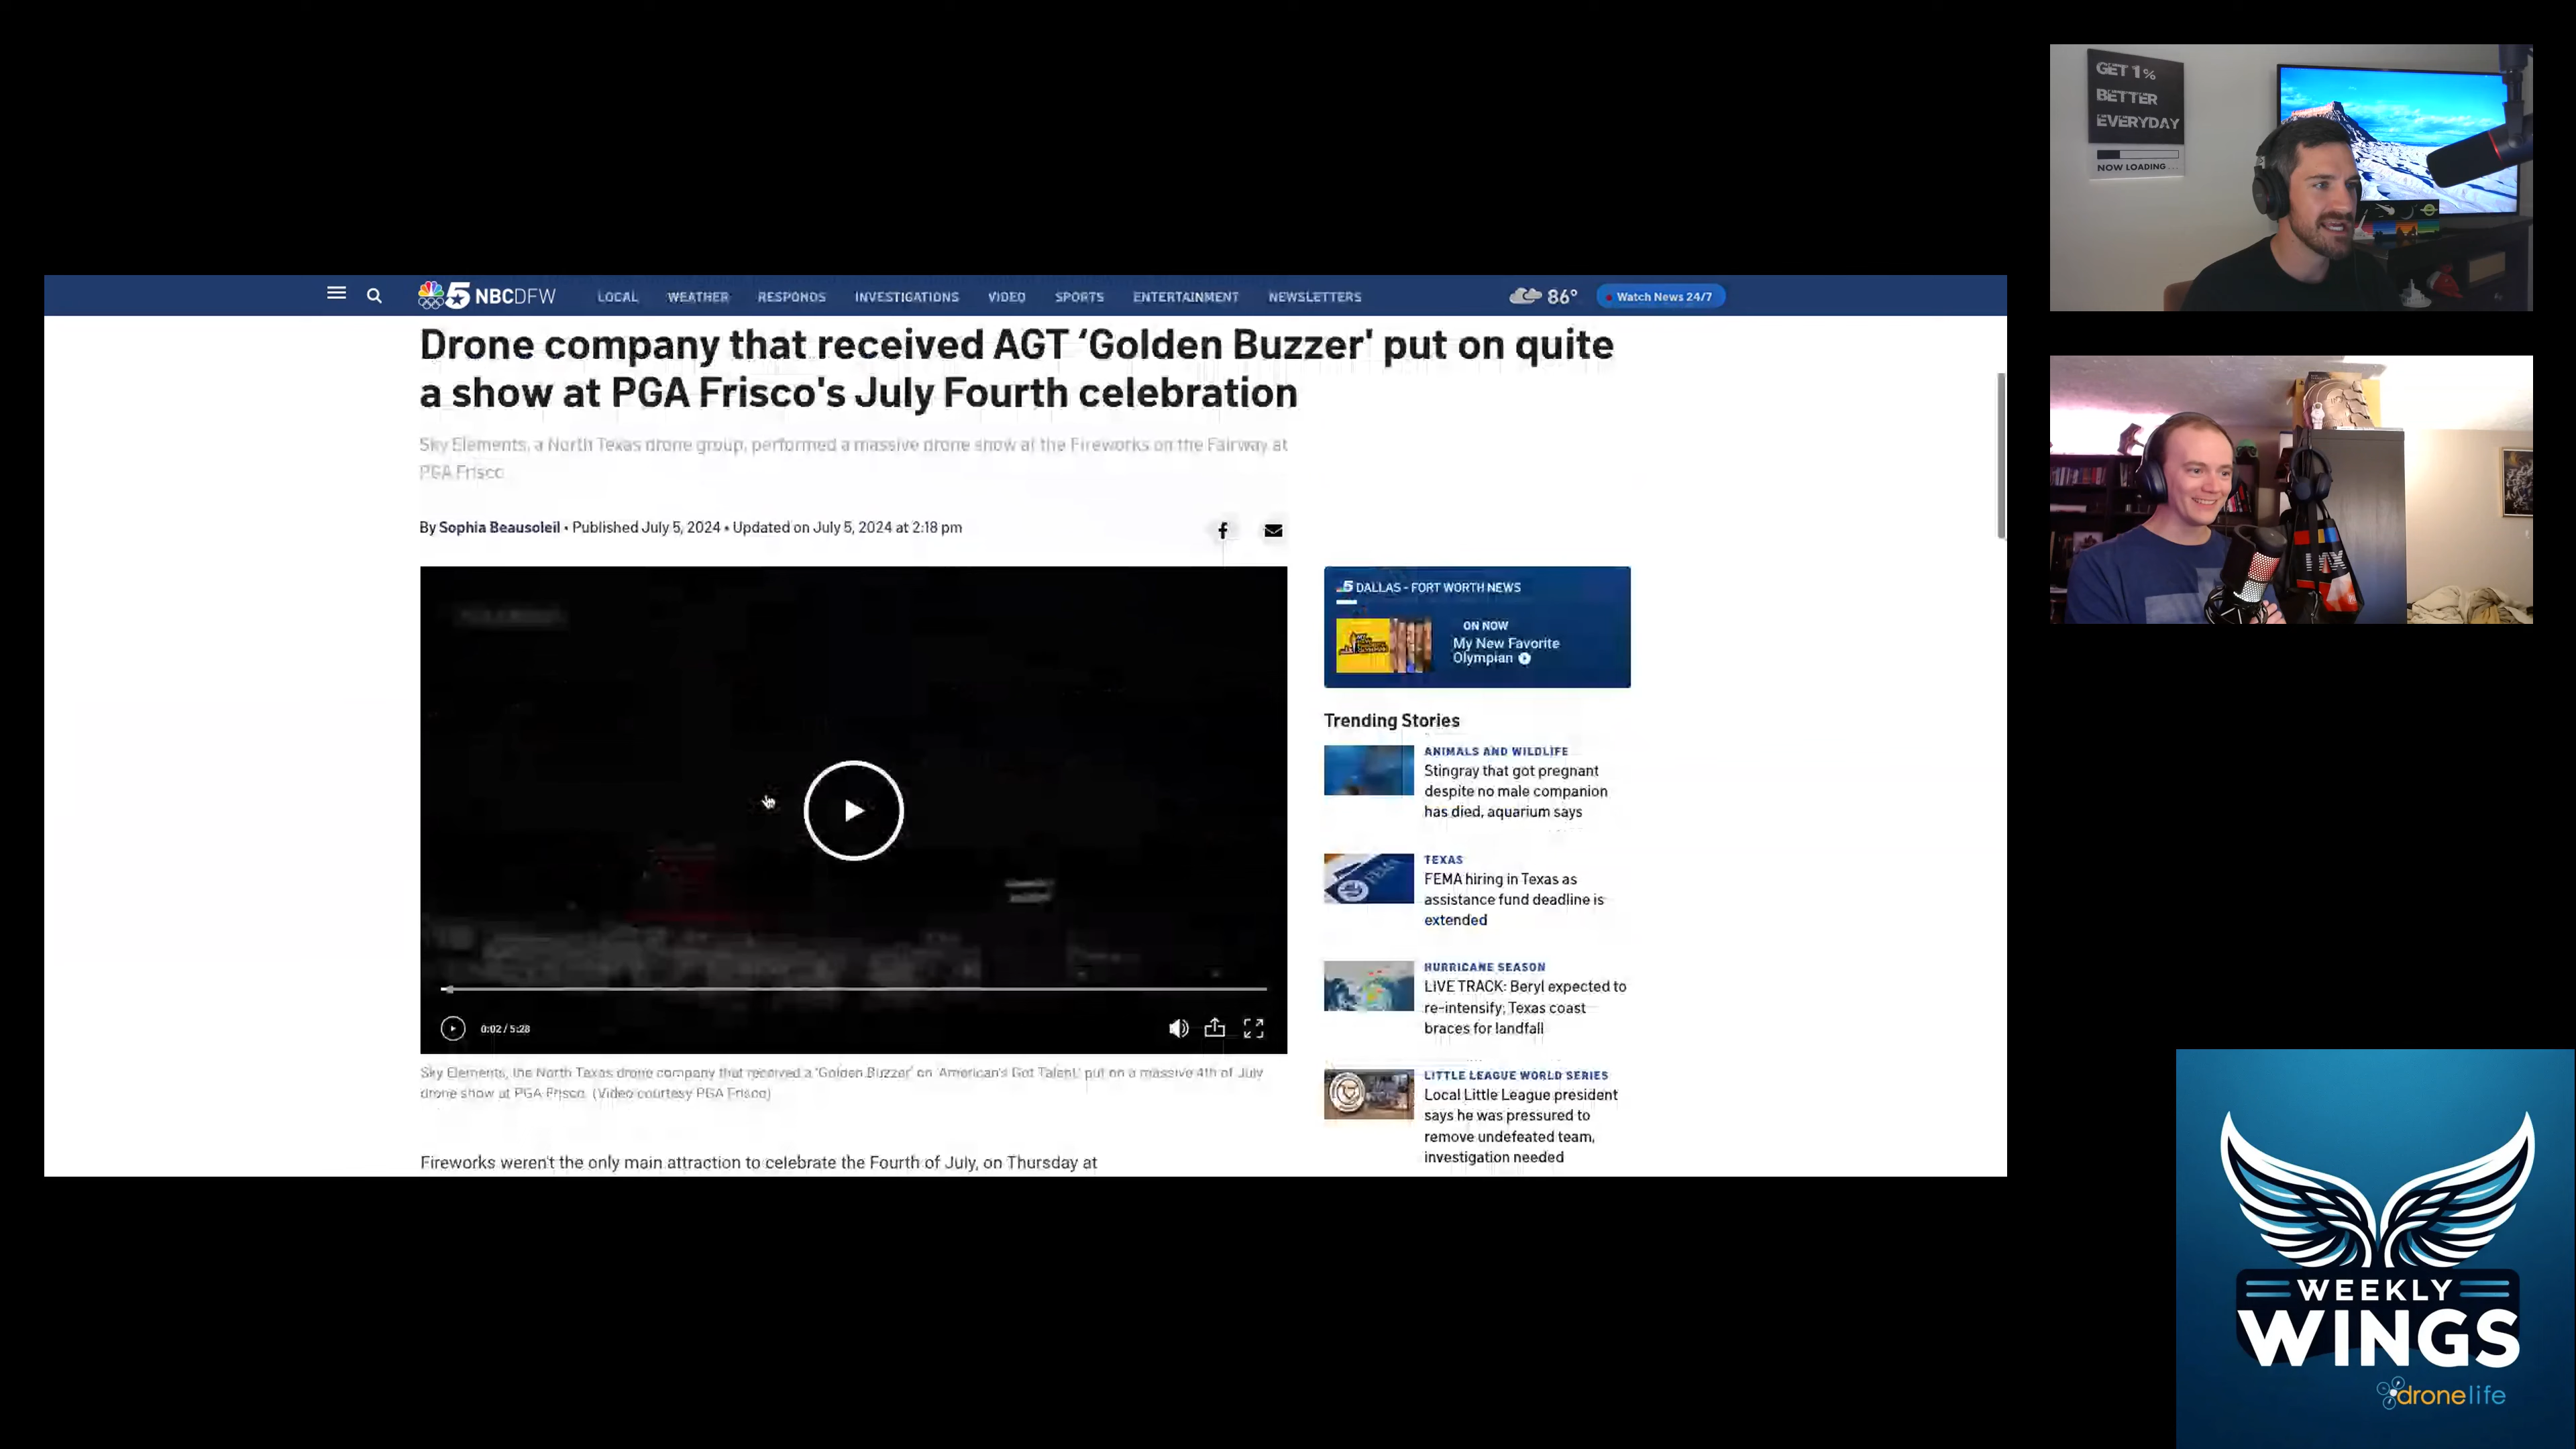 5 NBCDFW
LOCAL WEATHER RESPONDS INVESTIGATIONS VIDEO SPORTS ENTERTAINMENT NEWSLETTERS
86°
Watch News 24/7
Drone company that received AGT ‘Golden Buzzer' put on quite
a show at PGA Frisco's July Fourth celebration
Sky Elements, a North Texas drone group, performed a massive drone show at the Fireworks on the Fairway at
PGA Frisco
By Sophia Beausoleil • Published July 5, 2024 • Updated on July 5, 2024 at 2:18 pm
0:02 / 5:28
Sky Elements, the North Texas drone company that received a 'Golden Buzzer' on 'American's Got Talent,' put on a massive 4th of July
drone show at PGA Frisco. (Video courtesy PGA Frisco)
Fireworks weren't the only main attraction to celebrate the Fourth of July, on Thursday at
5 DALLAS - FORT WORTH NEWS
ON NOW
My New Favorite
Olympian
Trending Stories
ANIMALS AND WILDLIFE
Stingray that got pregnant
despite no male companion
has died, aquarium says
TEXAS
FEMA hiring in Texas as
assistance fund deadline is
extended
HURRICANE SEASON
LIVE TRACK: Beryl expected to
re-intensify; Texas coast
braces for landfall
LITTLE LEAGUE WORLD SERIES
Local Little League president
says he was pressured to
remove undefeated team,
investigation needed
GET 1%
BETTER
EVERYDAY
NOW LOADING...
WEEKLY
WINGS
dronelife